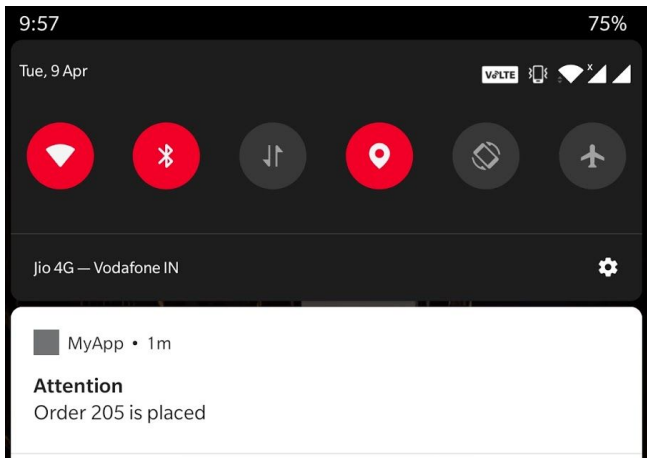 9:57 75%
Tue, 9 Apr VoLTE x
Jio 4G — Vodafone IN
MyApp • 1m
Attention
Order 205 is placed